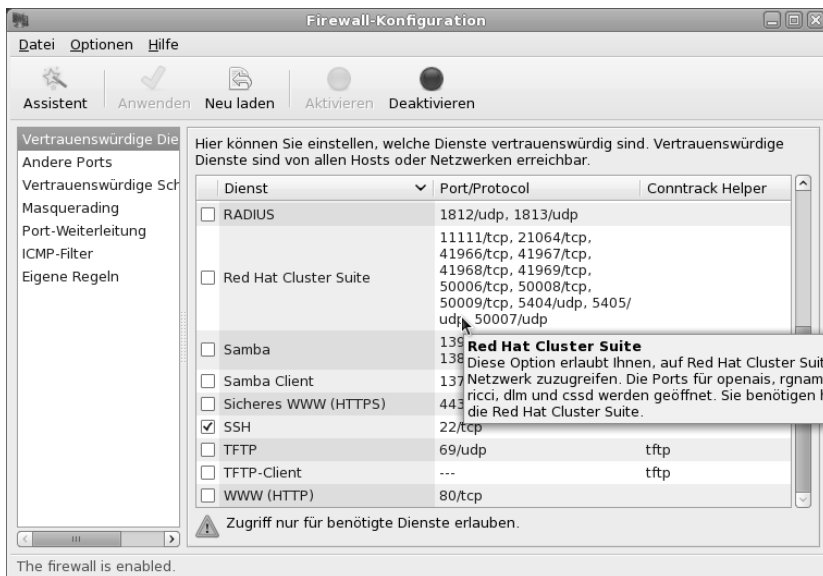 Firewall-Konfiguration
Datei Optionen Hilfe
Assistent Anwenden Neu laden Aktivieren Deaktivieren
Vertrauenswürdige Die
Andere Ports
Vertrauenswürdige Sch
Masquerading
Port-Weiterleitung
ICMP-Filter
Eigene Regeln
Hier können Sie einstellen, welche Dienste vertrauenswürdig sind. Vertrauenswürdige
Dienste sind von allen Hosts oder Netzwerken erreichbar.
Dienst Port/Protocol Conntrack Helper
RADIUS 1812/udp, 1813/udp
Red Hat Cluster Suite
11111/tcp, 21064/tcp,
41966/tcp, 41967/tcp,
41968/tcp, 41969/tcp,
50006/tcp, 50008/tcp,
50009/tcp, 5404/udp, 5405/
udp, 50007/udp
Samba 139
138
Samba Client 137
Sicheres WWW (HTTPS) 443
SSH 22/tcp
TFTP 69/udp tftp
TFTP-Client --- tftp
WWW (HTTP) 80/tcp
Red Hat Cluster Suite
Diese Option erlaubt Ihnen, auf Red Hat Cluster Suit
Netzwerk zuzugreifen. Die Ports für openais, rgnam
ricci, dlm und cssd werden geöffnet. Sie benötigen
die Red Hat Cluster Suite.
Zugriff nur für benötigte Dienste erlauben.
The firewall is enabled.